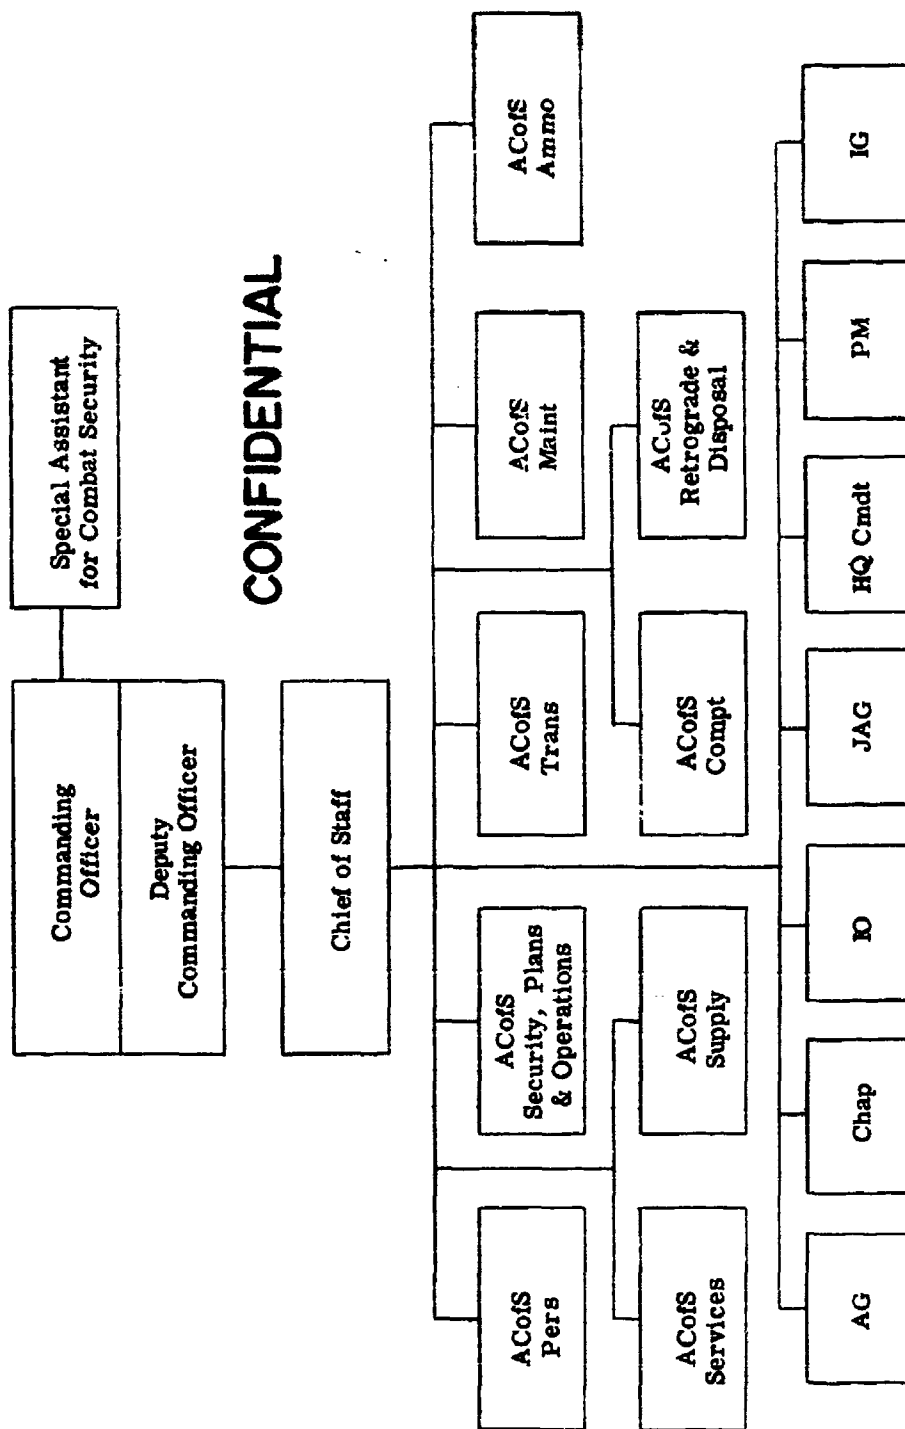 Commanding
Officer
Deputy
Commanding Officer
Special Assistant
for Combat Security
Chief of Staff
CONFIDENTIAL
ACofS
Pers
ACofS
Security, Plans
& Operations
ACofS
Trans
ACofS
Maint
ACofS
Ammo
ACofS
Services
ACofS
Supply
ACofS
Compt
ACofS
Retrograde &
Disposal
AG
Chap
IO
JAG
HQ Cmdt
PM
IG